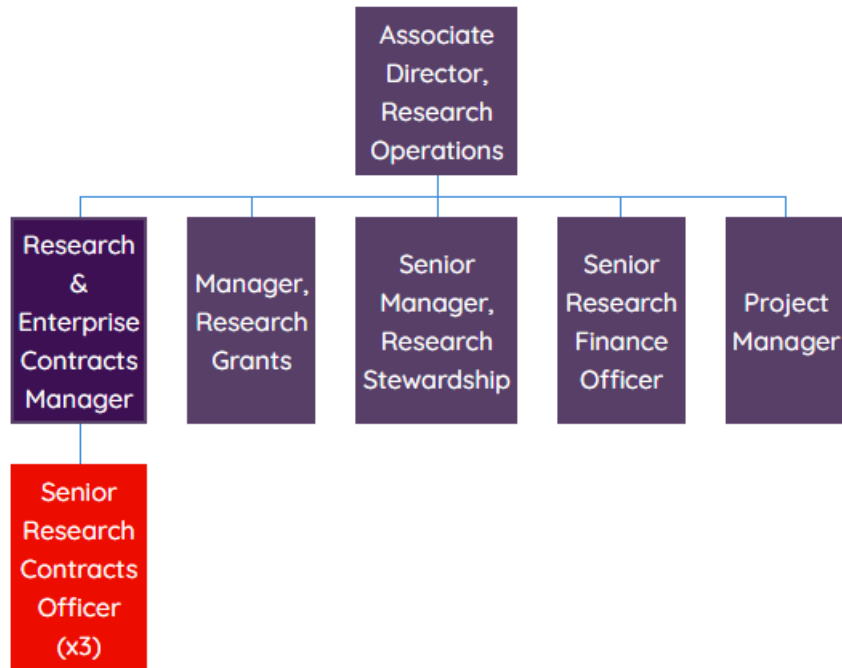 Associate
Director,
Research
Operations
Research
&
Enterprise
Contracts
Manager
Manager,
Research
Grants
Senior
Manager,
Research
Stewardship
Senior
Research
Finance
Officer
Project
Manager
Senior
Research
Contracts
Officer
(x3)